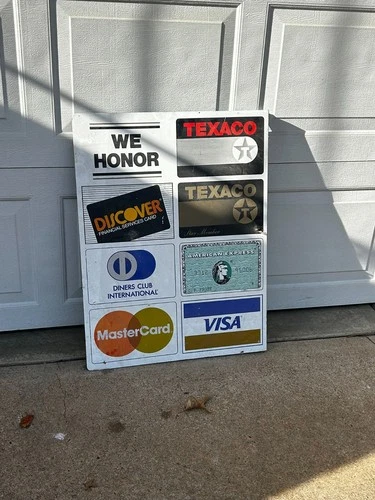 WE
HONOR
TEXACO
DISCOVER
FINANCIAL SERVICES CARD
TEXACO
DINERS CLUB
INTERNATIONAL
AMERICAN EXPRESS
MasterCard
VISA